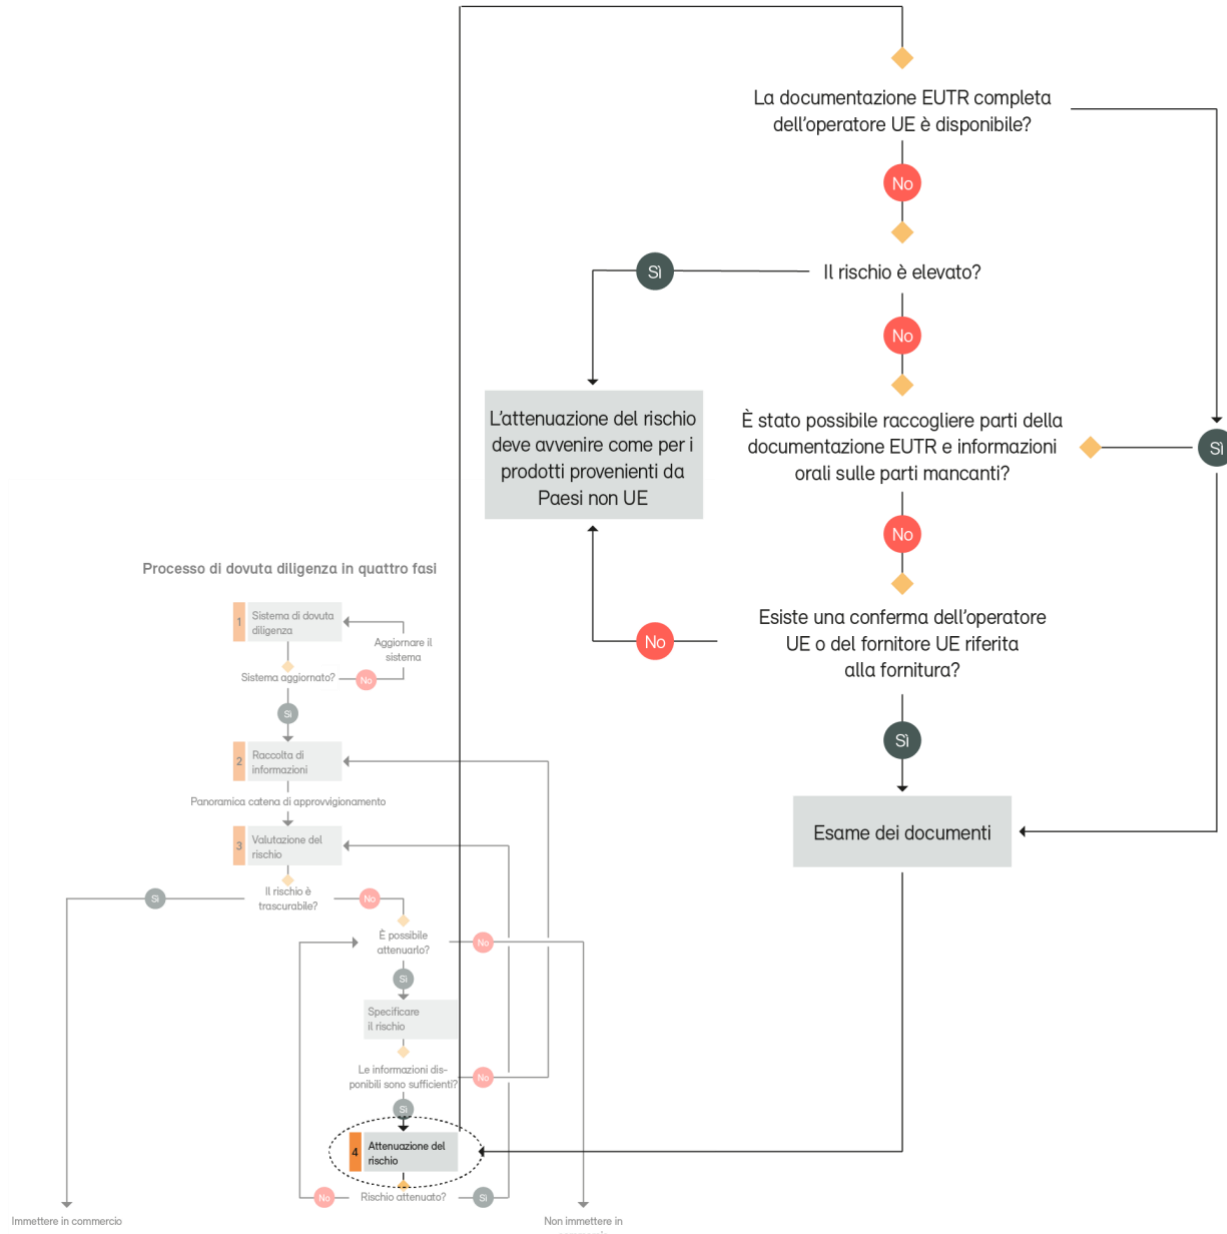 La documentazione EUTR completa
dell'operatore UE è disponibile?
No
Il rischio è elevato?
Sì
No
L'attenuazione del rischio
deve avvenire come per i
prodotti provenienti da
Paesi non UE
È stato possibile raccogliere parti della
documentazione EUTR e informazioni
orali sulle parti mancanti?
Sì
No
Esiste una conferma dell'operatore
UE o del fornitore UE riferita
alla fornitura?
No
Sì
Esame dei documenti
Processo di dovuta diligenza in quattro fasi
1
Sistema di dovuta
diligenza
Aggiornare il
sistema
Sistema aggiornato?
No
Sì
2
Raccolta di
informazioni
Panoramica catena di approvvigionamento
3
Valutazione del
rischio
Il rischio è
trascurabile?
Sì
No
È possibile
attenuarlo?
No
Sì
Specificare
il rischio
Le informazioni dis-
ponibili sono sufficienti?
No
Sì
4
Attenuazione del
rischio
No
Rischio attenuato?
Sì
Immettere in commercio
Non immettere in